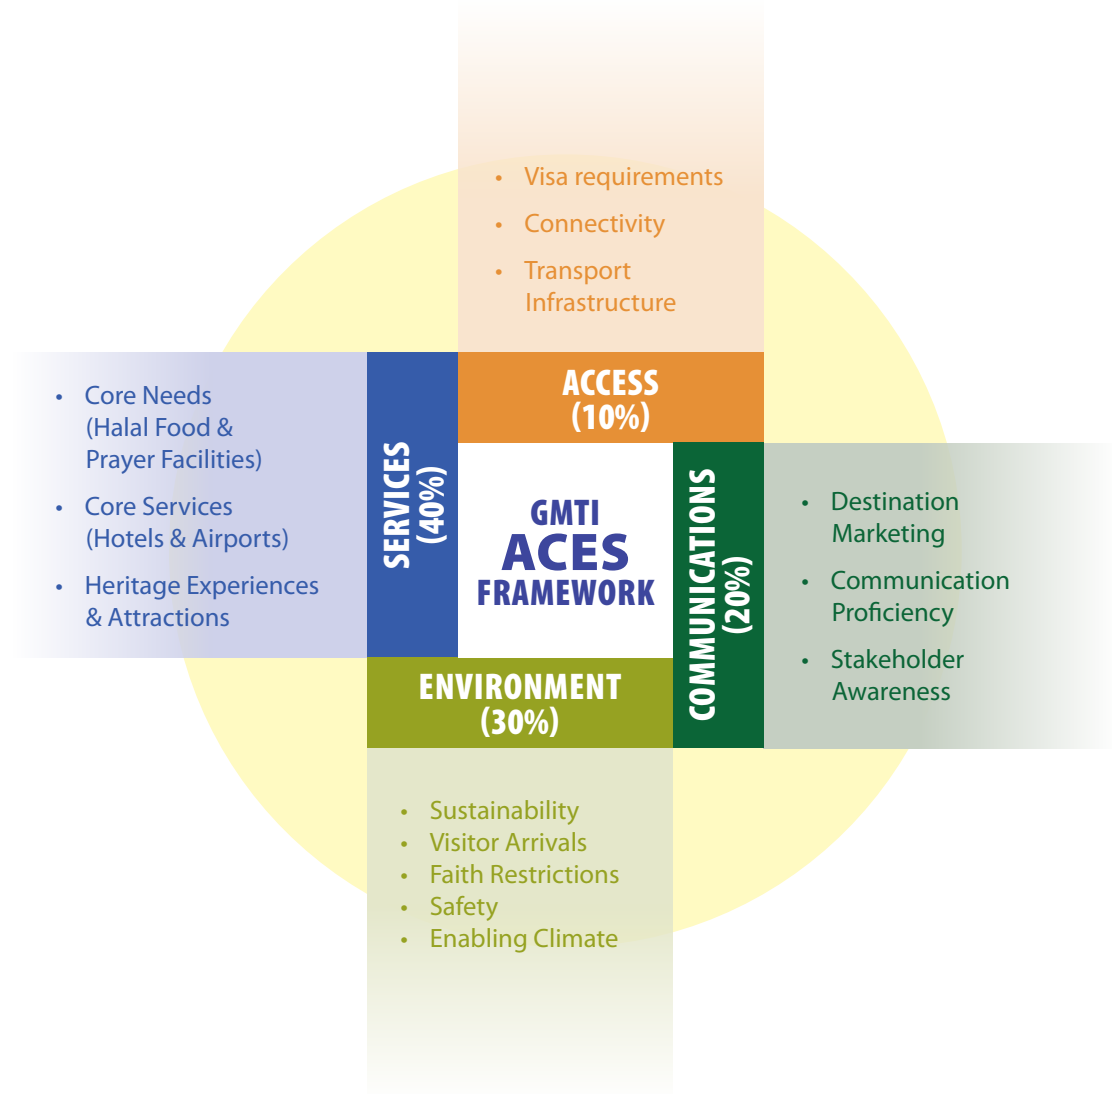 • Visa requirements
• Connectivity
• Transport
Infrastructure
ACCESS
(10%)
• Core Needs
(Halal Food &
Prayer Facilities)
• Core Services
(Hotels & Airports)
• Heritage Experiences
& Attractions
SERVICES
(40%)
GMTI
ACES
FRAMEWORK
COMMUNICATIONS
(20%)
• Destination
Marketing
• Communication
Proficiency
• Stakeholder
Awareness
ENVIRONMENT
(30%)
• Sustainability
• Visitor Arrivals
• Faith Restrictions
• Safety
• Enabling Climate